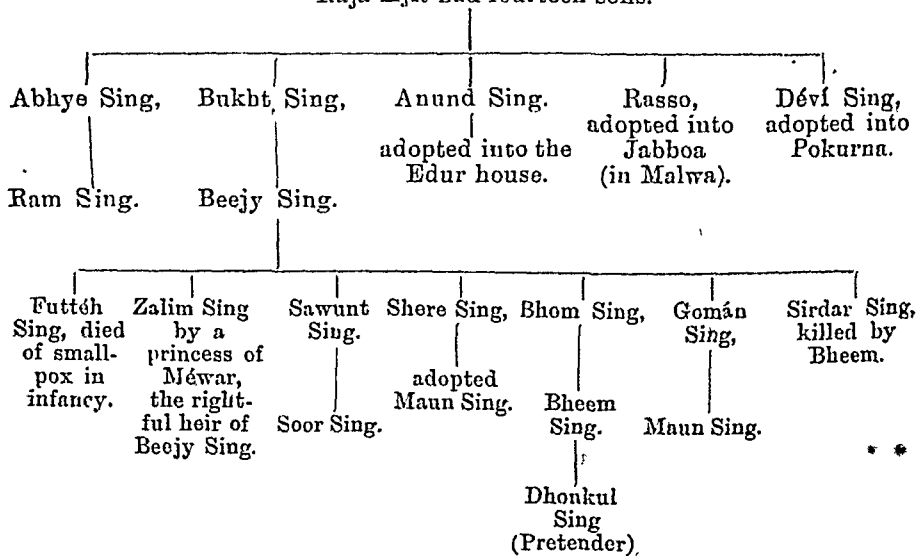 Raja Ajit had fourteen sons.
Abhye Sing,
Bukht Sing,
Anund Sing.
adopted into the
Edur house.
Rasso,
adopted into
Jabboa
(in Malwa).
Déví Sing,
adopted into
Pokurna.
Ram Sing.
Beejy Sing.
Futtéh
Sing, died
of small-
pox in
infancy.
Zalim Sing
by a
princess of
Méwar,
the right-
ful heir of
Beejy Sing.
Sawunt
Sing.
Soor Sing.
Shere Sing,
adopted
Maun Sing.
Bhom Sing,
Bheem
Sing.
Dhonkul
Sing
(Pretender)
Gomán
Sing,
Maun Sing.
Sirdar Sing,
killed by
Bheem.
* *